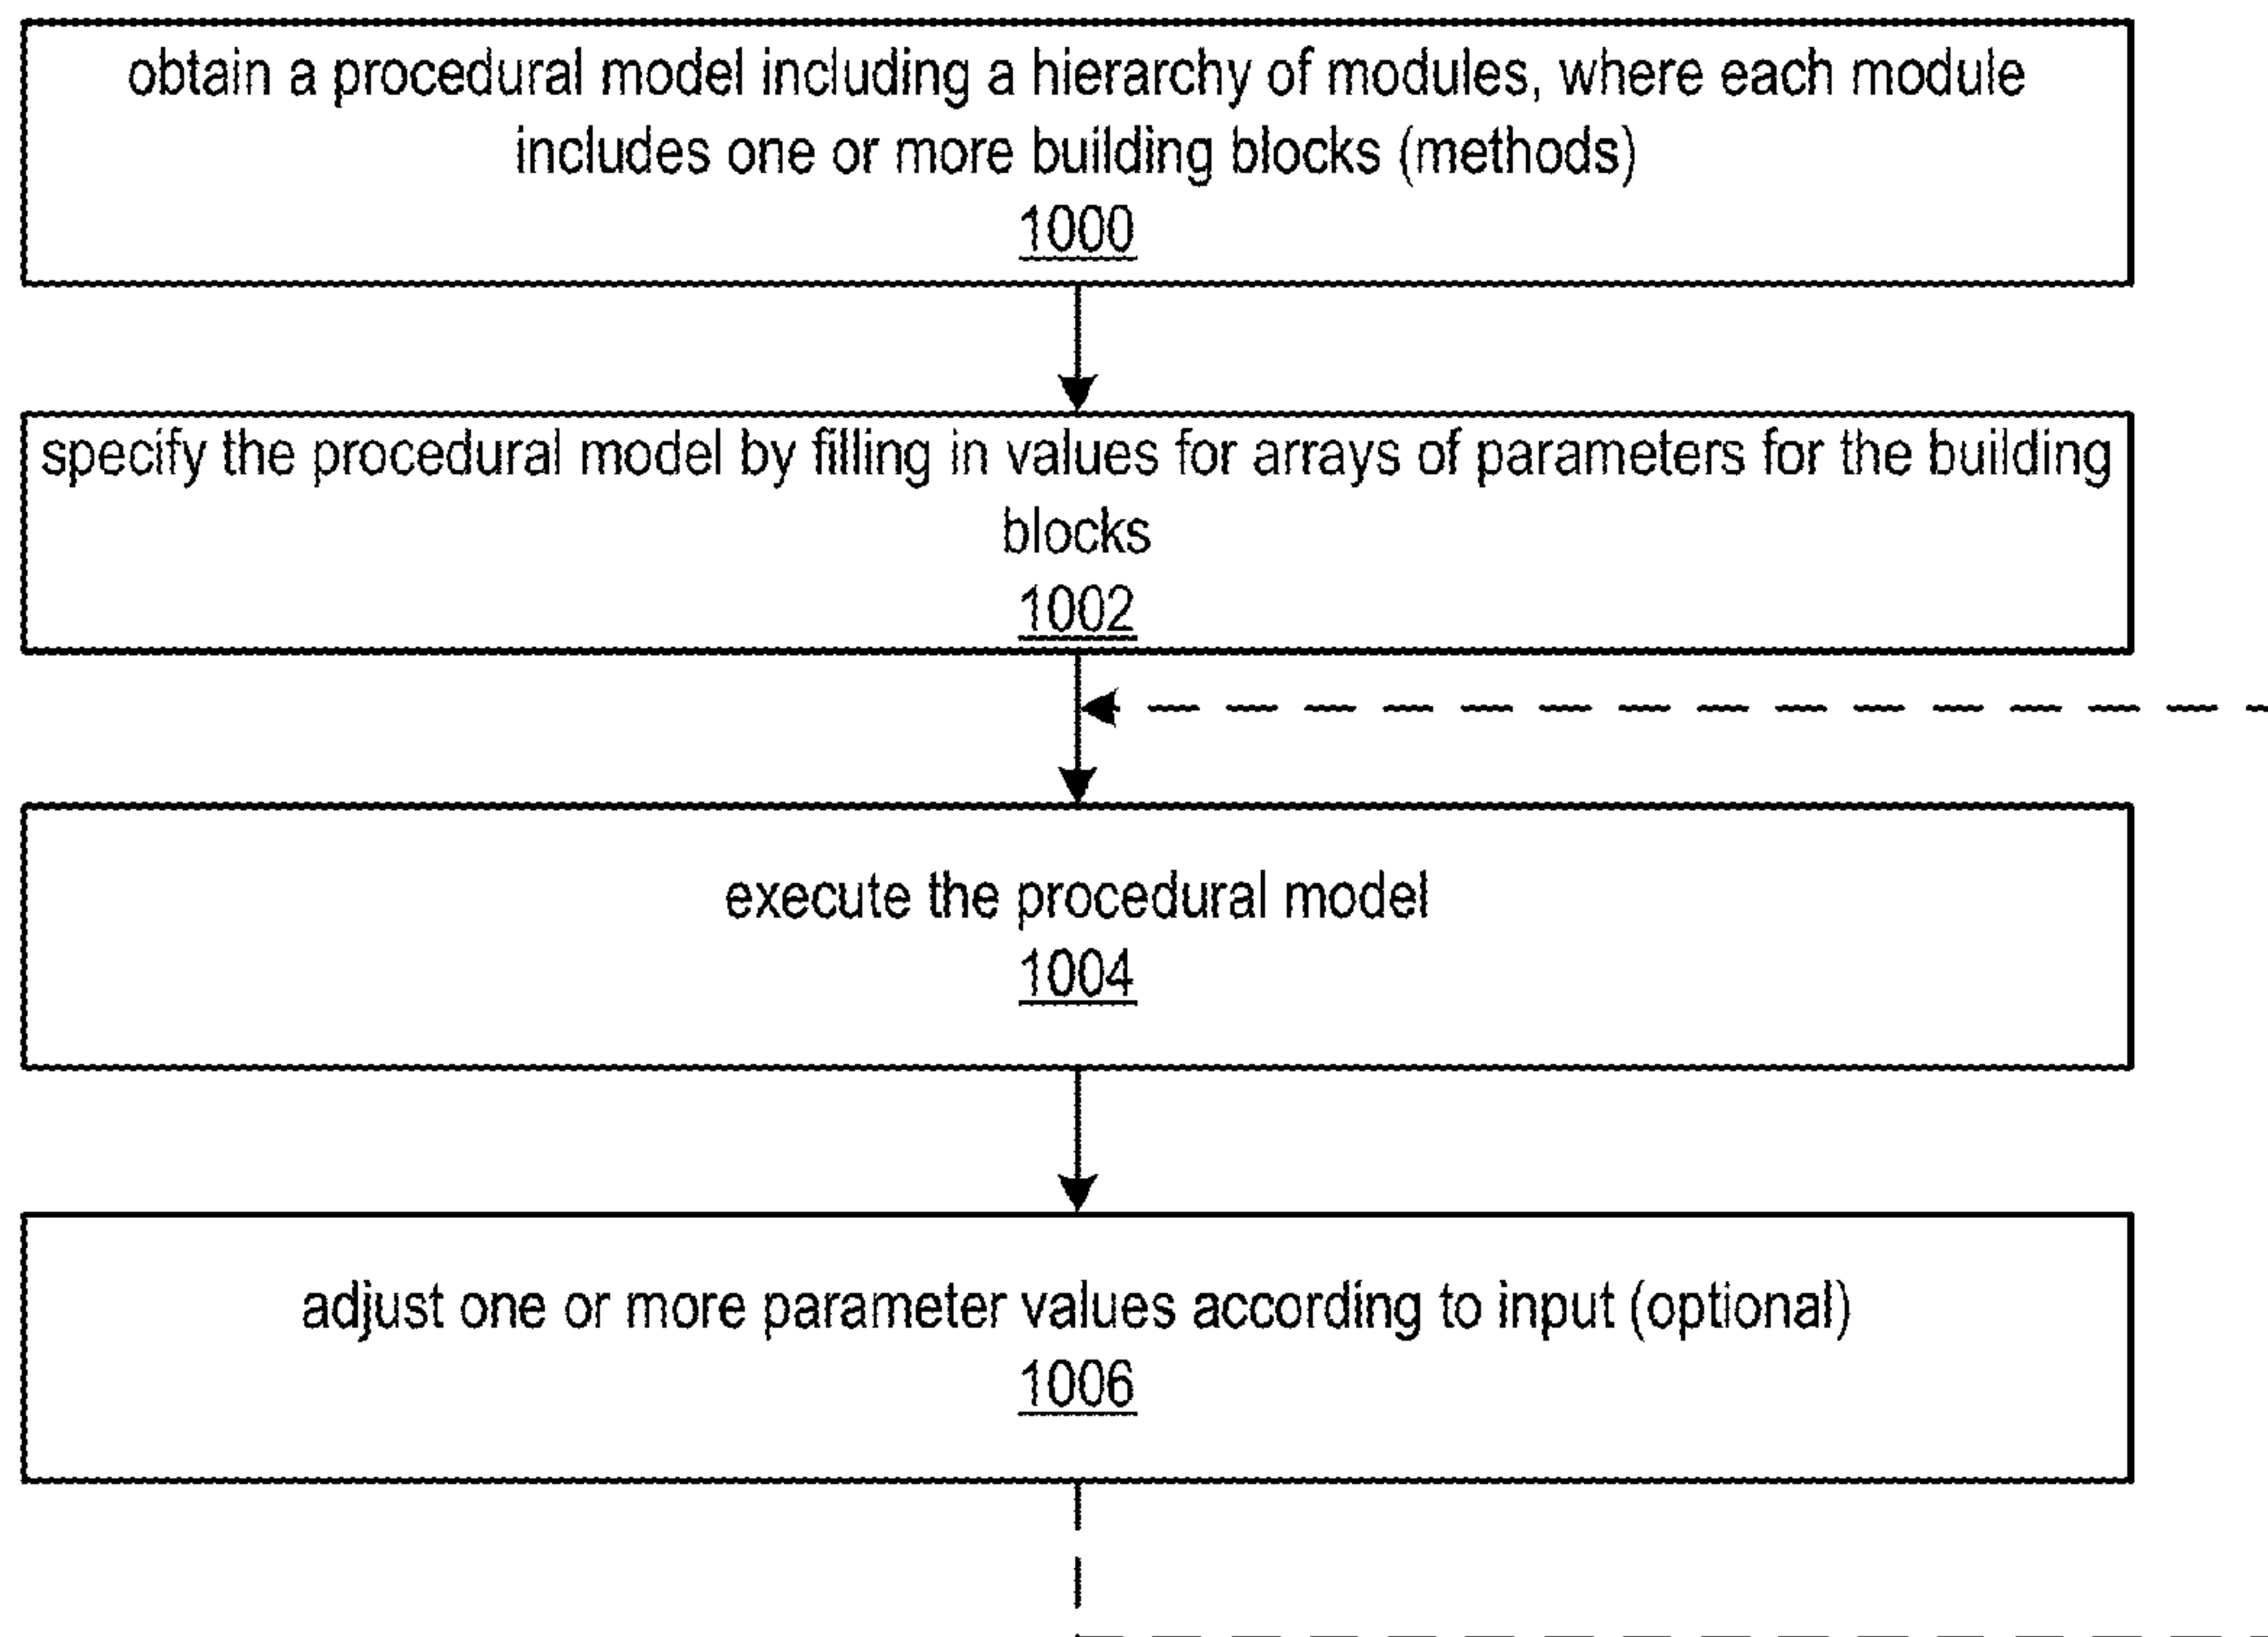 obtain a procedural model including a hierarchy of modules, where each module
includes one or more building blocks (methods)
1000
specify the procedural model by filling in values for arrays of parameters for the building
blocks
1002
execute the procedural model
1004
adjust one or more parameter values according to input (optional)
1006